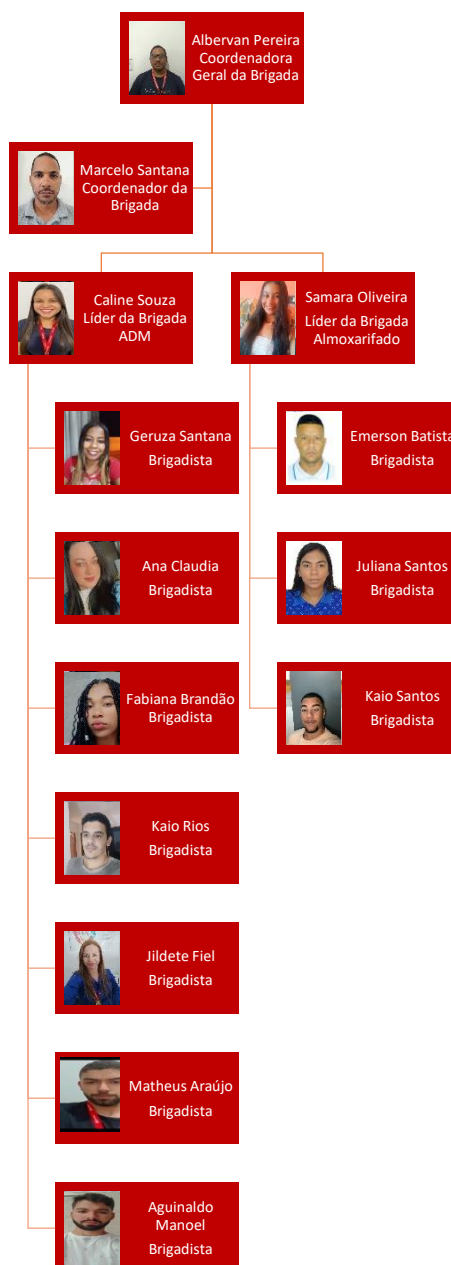 Albervan Pereira
Coordenadora
Geral da Brigada
Marcelo Santana
Coordenador da
Brigada
Caline Souza
Líder da Brigada
ADM
Samara Oliveira
Líder da Brigada
Almoxarifado
Geruza Santana
Brigadista
Emerson Batista
Brigadista
Ana Claudia
Brigadista
Juliana Santos
Brigadista
Fabiana Brandão
Brigadista
Kaio Santos
Brigadista
Kaio Rios
Brigadista
Jildete Fiel
Brigadista
Matheus Araújo
Brigadista
Aguinaldo
Manoel
Brigadista